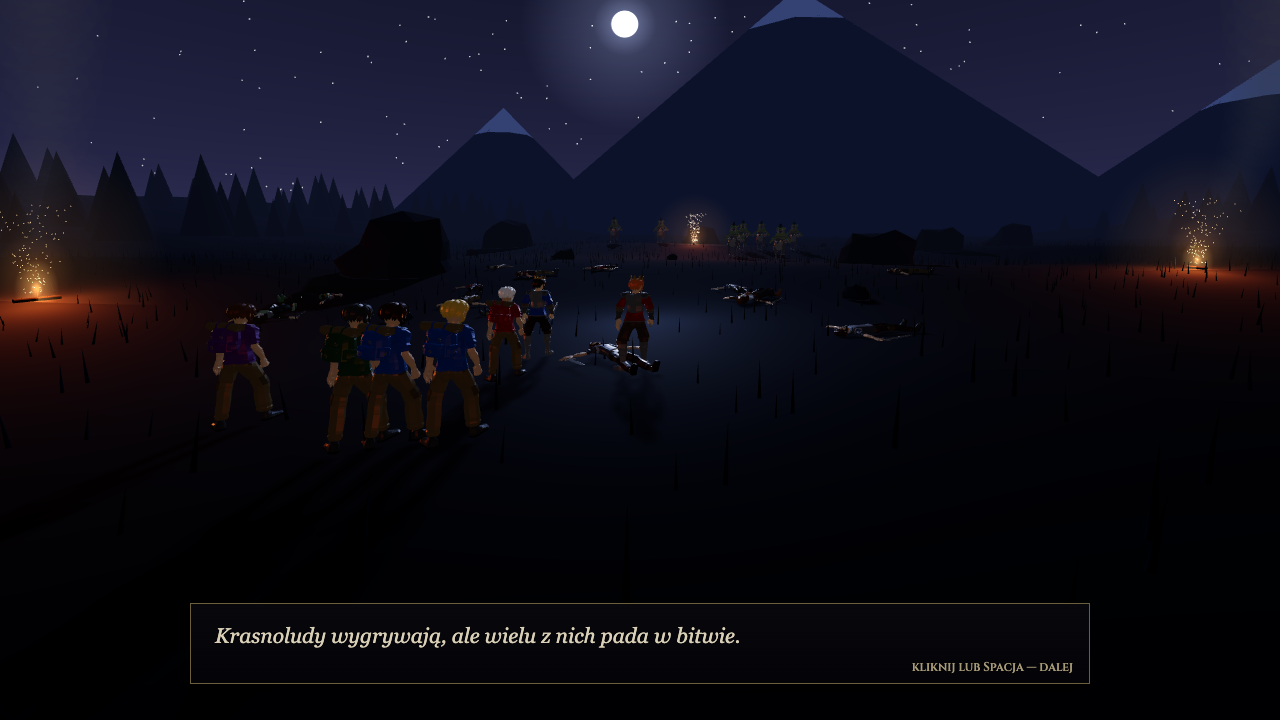 Krasnoludy wygrywają, ale wielu z nich pada w bitwie.
KLIKNIJ LUB SPACJA — DALEJ